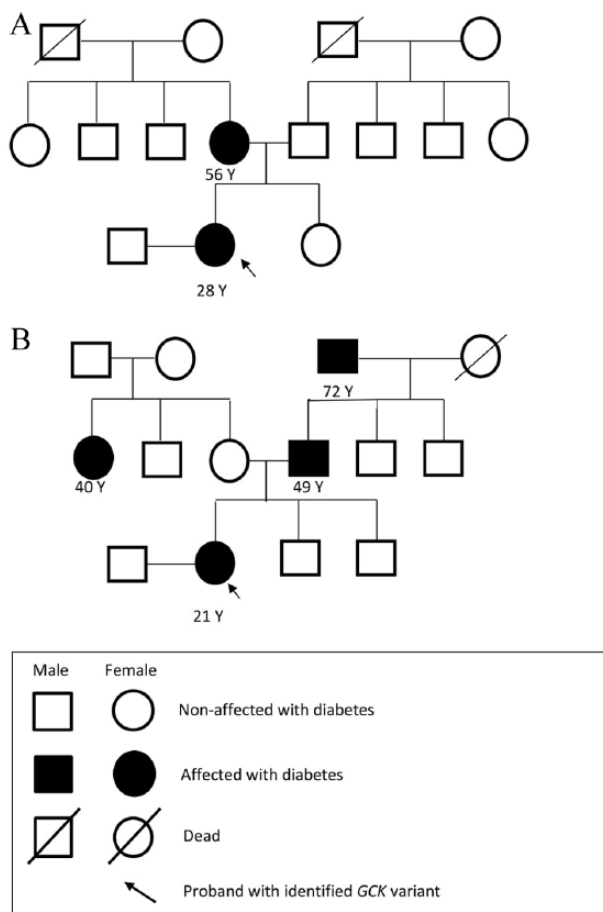 A
56 Y
28 Y
B
72 Y
40 Y
49 Y
21 Y
Male Female
Non-affected with diabetes
Affected with diabetes
Dead
Proband with identified GCK variant